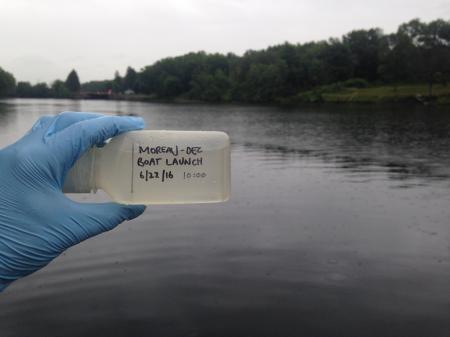 MOREAU-DEC
BOAT LAUNCH
6/22/16 10:00